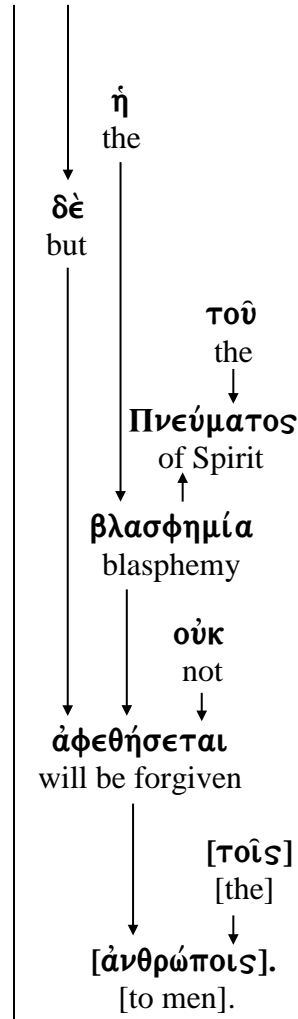 ἡ
the
δὲ
but
τοῦ
the
Πνεύματος
of Spirit
βλασφημία
blasphemy
οὐκ
not
ἀφεθήσεται
will be forgiven
[τοῖς]
[the]
[ἀνθρώποις].
[to men].